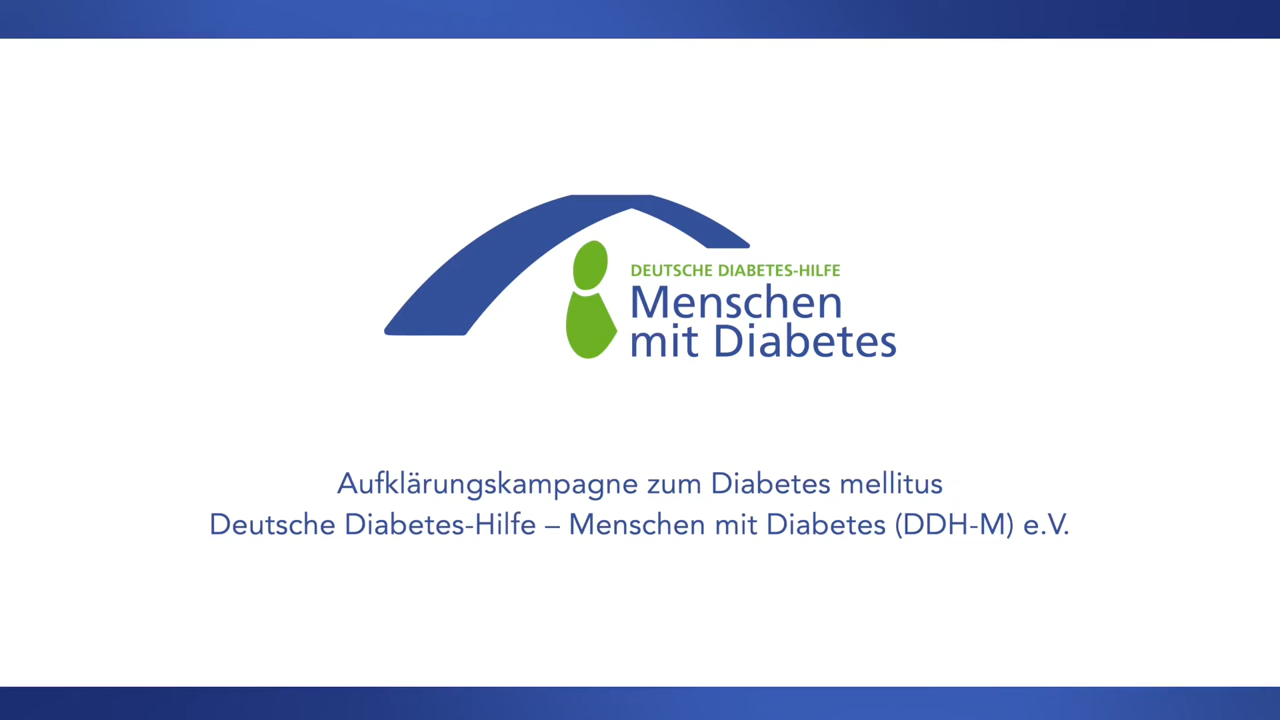 DEUTSCHE DIABETES-HILFE
Menschen
mit Diabetes
Aufklärungskampagne zum Diabetes mellitus
Deutsche Diabetes-Hilfe – Menschen mit Diabetes (DDH-M) e.V.